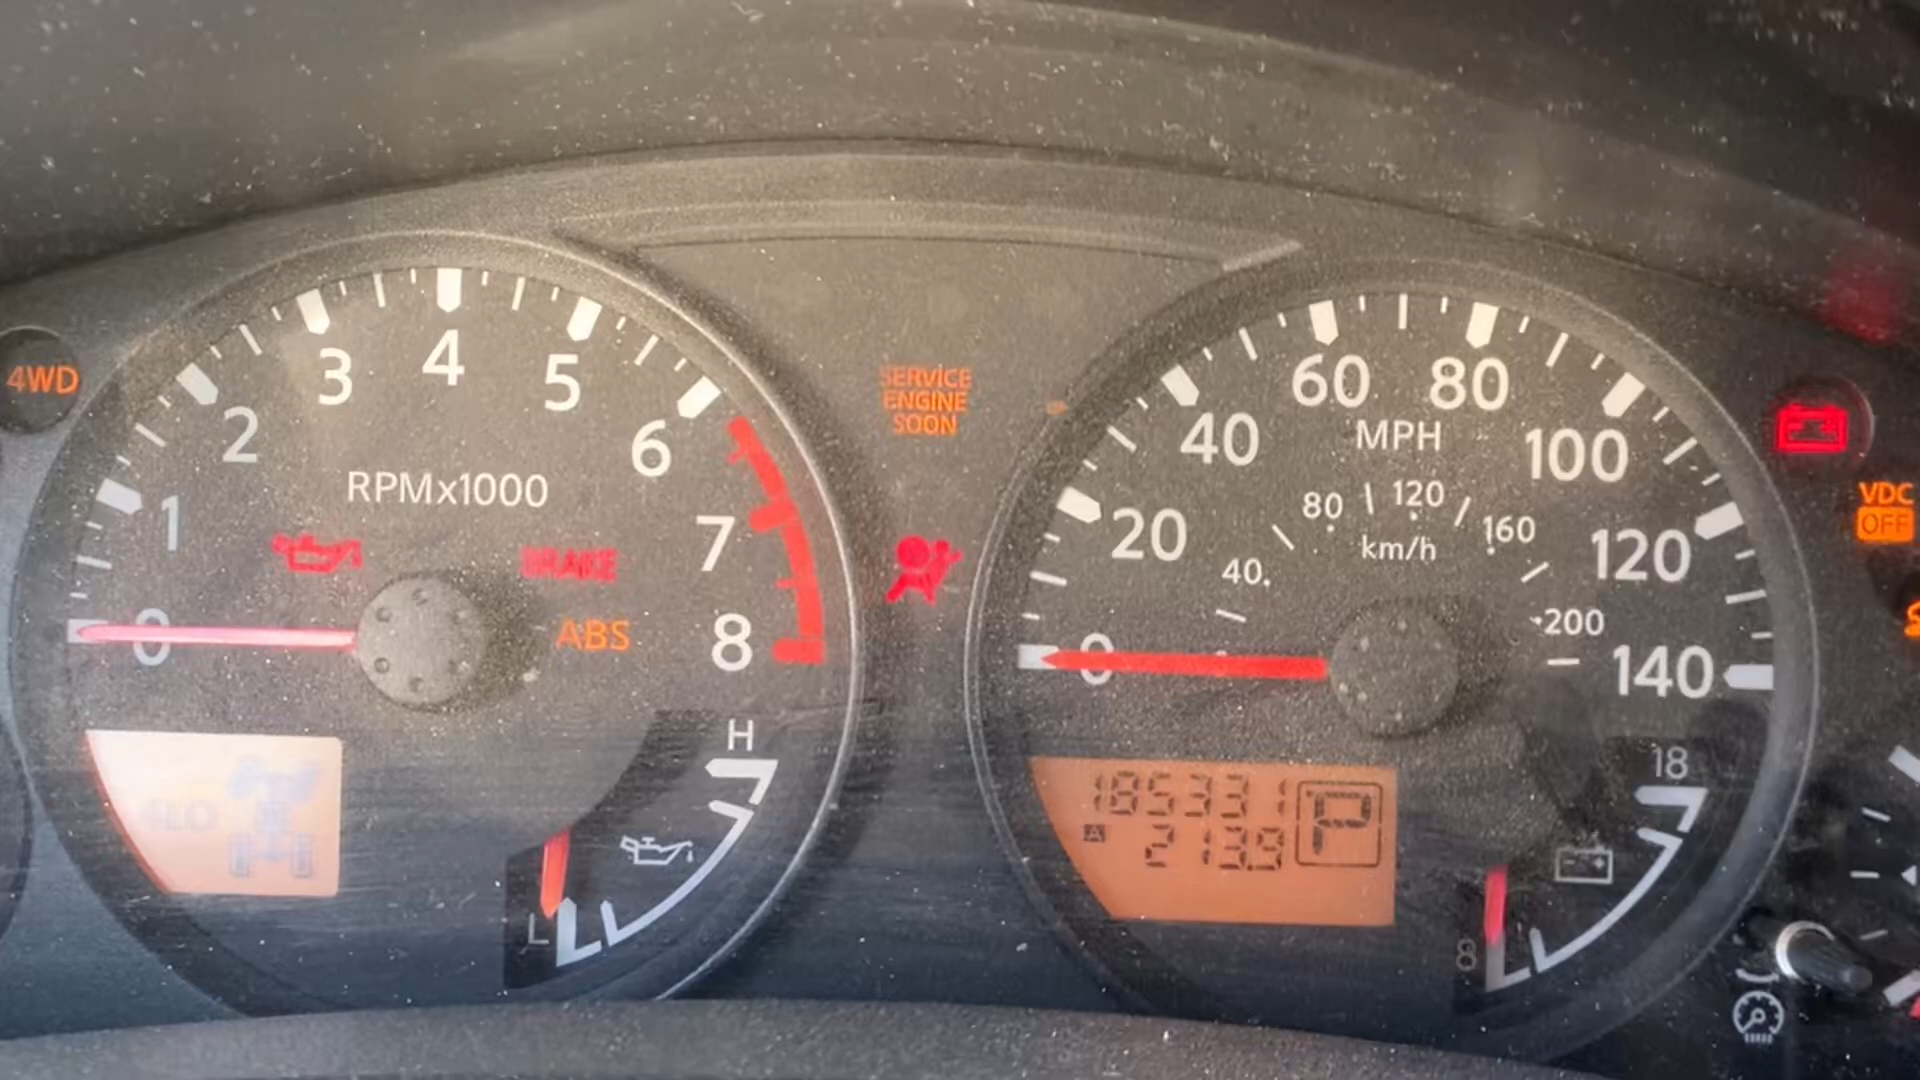 4WD
0
1
2
3
4
5
6
7
8
RPMx1000
BRAKE
ABS
4LO
H
L
SERVICE
ENGINE
SOON
0
20
40
60
80
100
120
140
MPH
40
80
120
160
200
km/h
185331
A
213.9
P
18
8
VDC
OFF